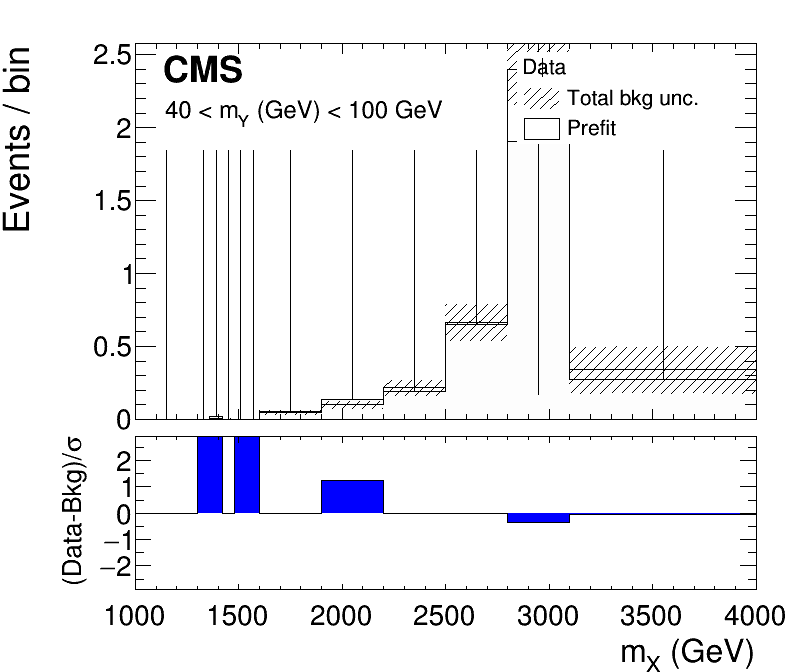 Events / bin
2.5
2
1.5
1
0.5
0
CMS
40 < m_Y (GeV) < 100 GeV
Data
Total bkg unc.
Prefit
(Data-Bkg)/σ
2
1
0
−1
−2
1000 1500 2000 2500 3000 3500 4000
m_X (GeV)